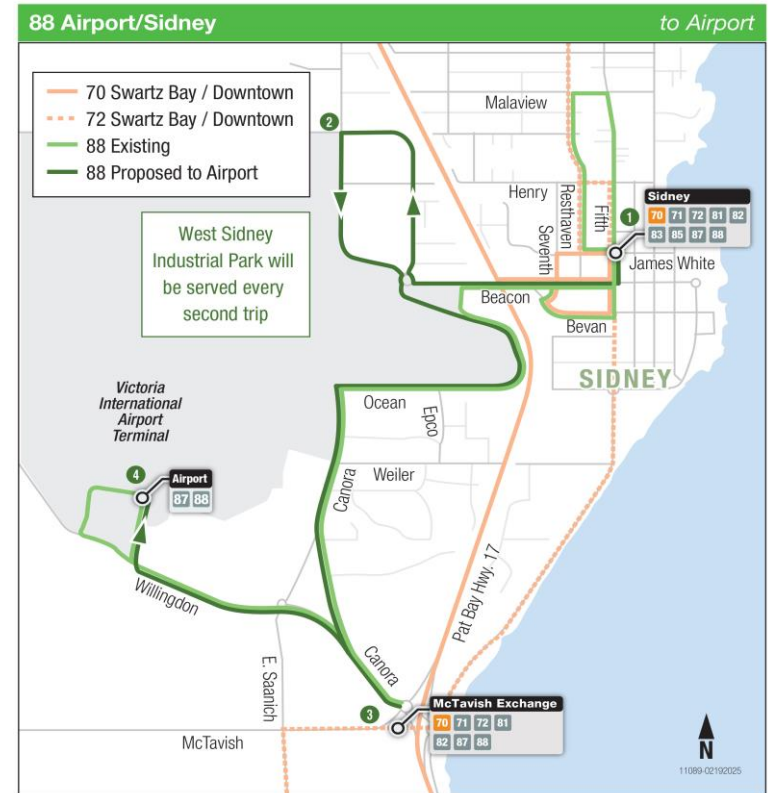 88 Airport/Sidney
to Airport
70 Swartz Bay / Downtown
72 Swartz Bay / Downtown
88 Existing
88 Proposed to Airport
West Sidney
Industrial Park will
be served every
second trip
2
Malaview
Henry
Resthaven
Fifth
Seventh
1
Sidney
70 71 72 81 82
83 85 87 88
James White
Beacon
Bevan
SIDNEY
Victoria
International
Airport
Terminal
Ocean
Epco
Weiler
Canora
4
Airport
87 88
Willingdon
Pat Bay Hwy. 17
E. Saanich
Canora
3
McTavish Exchange
70 71 72 81
82 87 88
McTavish
N
11089-02192025